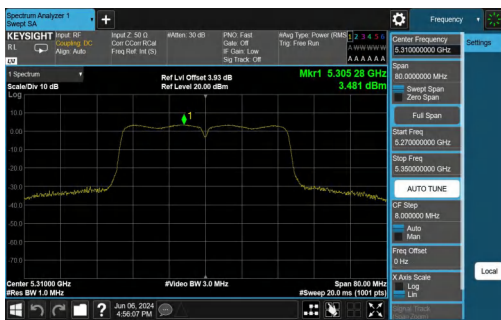 Spectrum Analyzer 1
Swept SA
Frequency
KEYSIGHT
RL
LV
Input: RF
Coupling: DC
Align: Auto
Input Z: 50 Ω
Corr CCorr RCal
Freq Ref: Int (S)
#Atten: 30 dB
PNO: Fast
Gate: Off
IF Gain: Low
Sig Track: Off
#Avg Type: Power (RMS
Trig: Free Run
1 2 3 4 5 6
A W W W W W
A A A A A A
Center Frequency
5.310000000 GHz
Settings
Span
80.0000000 MHz
Swept Span
Zero Span
Full Span
Start Freq
5.270000000 GHz
Stop Freq
5.350000000 GHz
AUTO TUNE
CF Step
8.000000 MHz
Auto
Man
Freq Offset
0 Hz
X Axis Scale
Log
Lin
Signal Track
Local
1 Spectrum
Scale/Div 10 dB
Log
Ref Lvl Offset 3.93 dB
Ref Level 20.00 dBm
Mkr1 5.305 28 GHz
3.481 dBm
1
10.0
0.00
-10.0
-20.0
-30.0
-40.0
-50.0
-60.0
-70.0
Center 5.31000 GHz
#Res BW 1.0 MHz
#Video BW 3.0 MHz
Span 80.00 MHz
#Sweep 20.0 ms (1001 pts)
?
Jun 06, 2024
4:56:07 PM